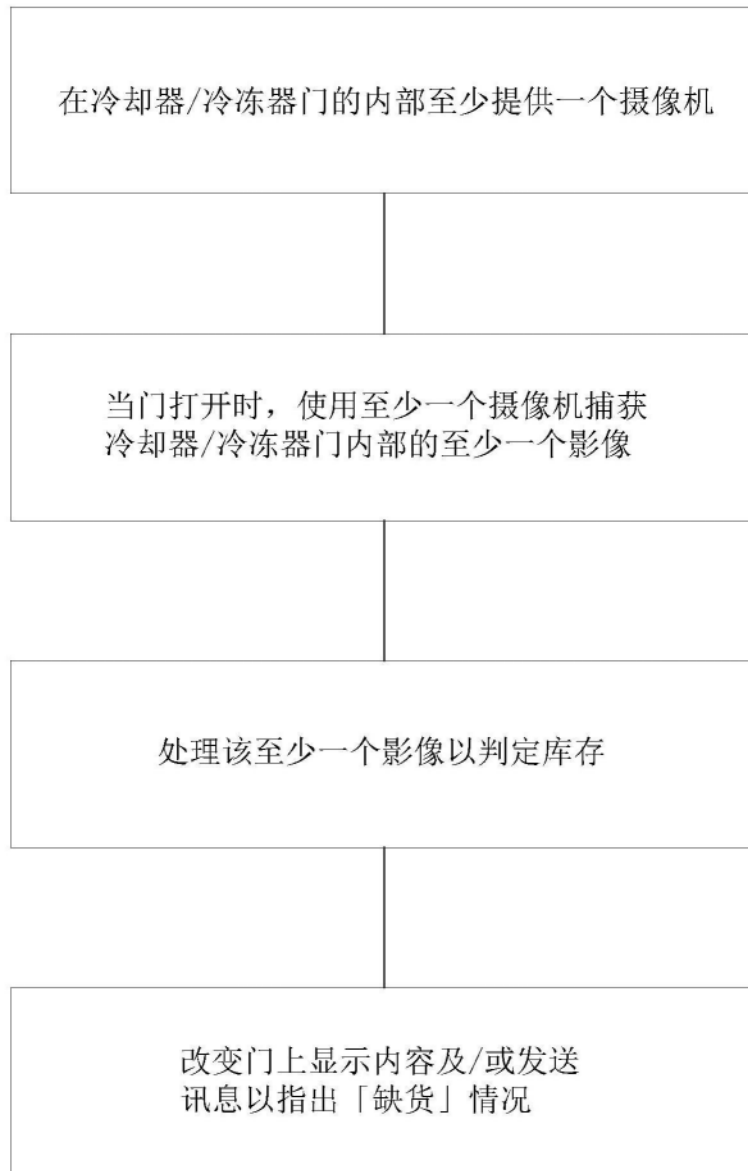 在冷却器/冷冻器门的内部至少提供一个摄像机
当门打开时，使用至少一个摄像机捕获
冷却器/冷冻器门内部的至少一个影像
处理该至少一个影像以判定库存
改变门上显示内容及/或发送
讯息以指出「缺货」情况